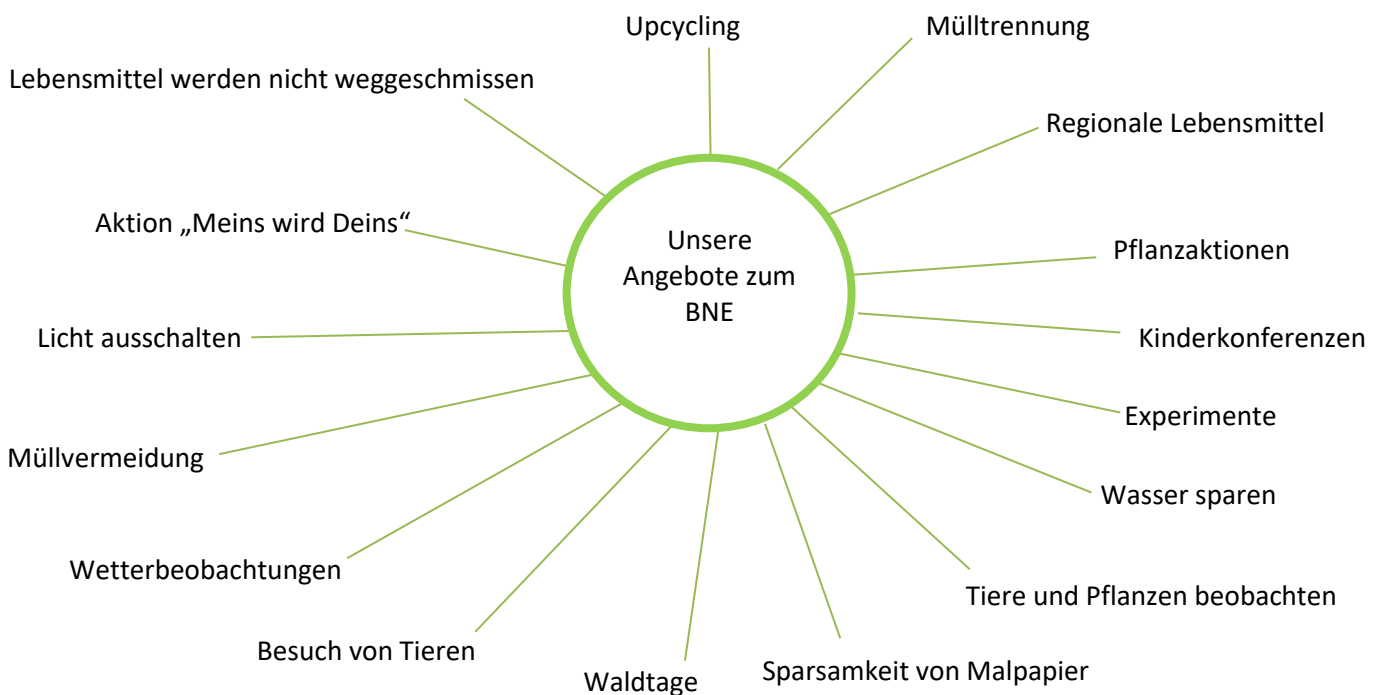 Upcycling
Mülltrennung
Lebensmittel werden nicht weggeschmissen
Regionale Lebensmittel
Aktion „Meins wird Deins“
Unsere
Angebote zum
BNE
Pflanzaktionen
Licht ausschalten
Kinderkonferenzen
Experimente
Müllvermeidung
Wasser sparen
Wetterbeobachtungen
Tiere und Pflanzen beobachten
Besuch von Tieren
Sparsamkeit von Malpapier
Waldtage